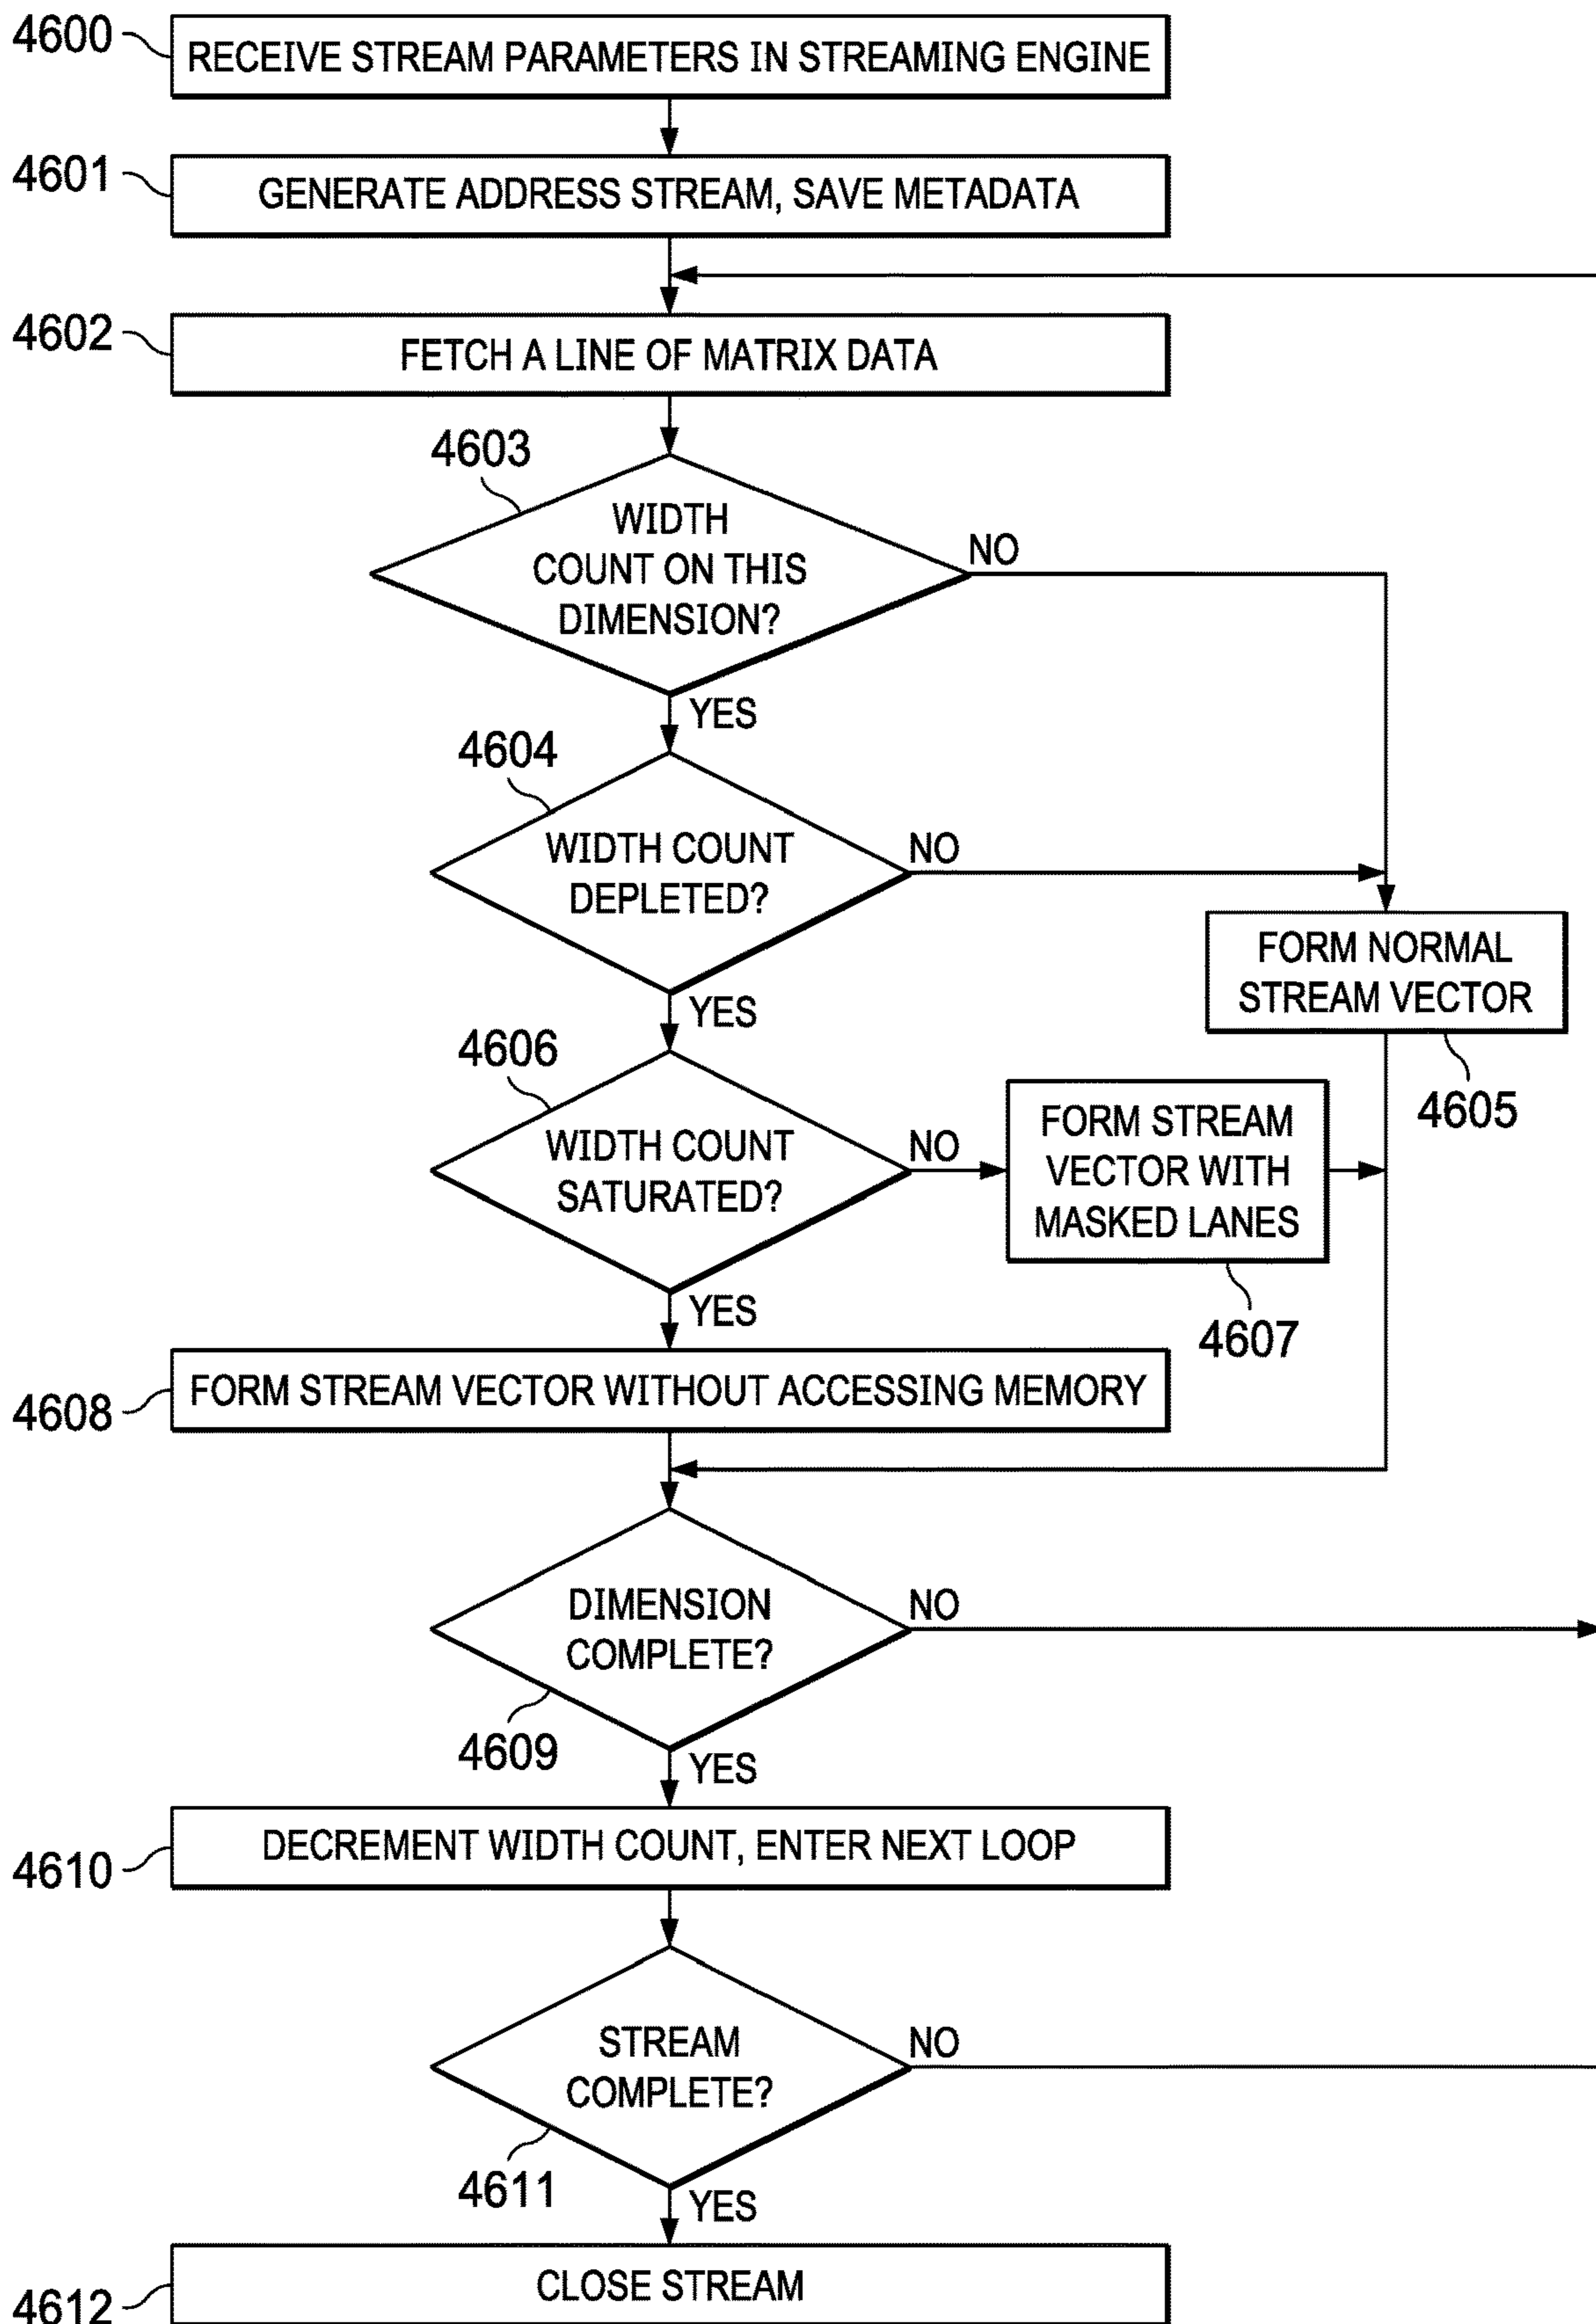 4600
RECEIVE STREAM PARAMETERS IN STREAMING ENGINE
4601
GENERATE ADDRESS STREAM, SAVE METADATA
4602
FETCH A LINE OF MATRIX DATA
4603
WIDTH
COUNT ON THIS
DIMENSION?
NO
YES
4604
WIDTH COUNT
DEPLETED?
NO
YES
FORM NORMAL
STREAM VECTOR
4605
4606
WIDTH COUNT
SATURATED?
NO
YES
FORM STREAM
VECTOR WITH
MASKED LANES
4607
4608
FORM STREAM VECTOR WITHOUT ACCESSING MEMORY
DIMENSION
COMPLETE?
NO
4609
YES
4610
DECREMENT WIDTH COUNT, ENTER NEXT LOOP
STREAM
COMPLETE?
NO
4611
YES
4612
CLOSE STREAM